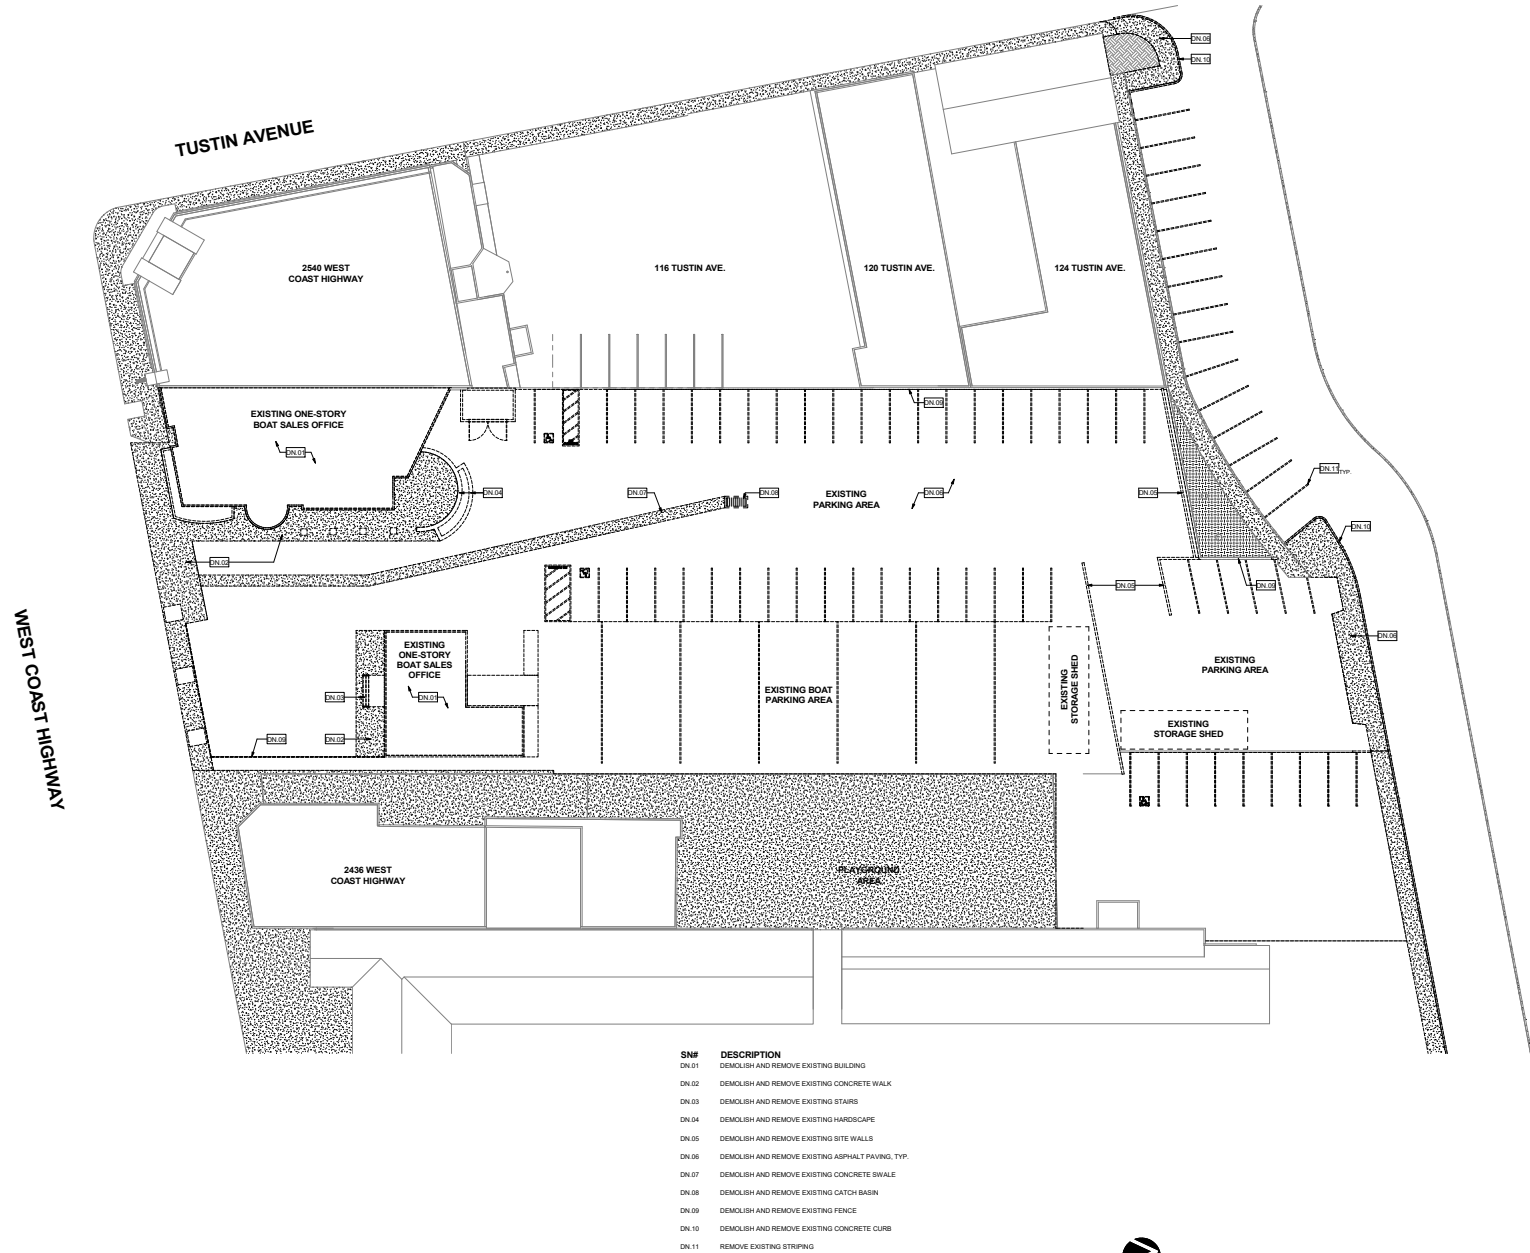 DN.06
DN.10
TUSTIN AVENUE
2540 WEST
COAST HIGHWAY
116 TUSTIN AVE.
120 TUSTIN AVE.
124 TUSTIN AVE.
DN.09
EXISTING ONE-STORY
BOAT SALES OFFICE
DN.01
DN.04
DN.07
DN.08
EXISTING
PARKING AREA
DN.06
DN.05
DN.11 TYP.
DN.10
DN.02
DN.05
DN.09
DN.06
WEST COAST HIGHWAY
EXISTING
ONE-STORY
BOAT SALES
OFFICE
DN.01
DN.03
DN.02
DN.09
EXISTING BOAT
PARKING AREA
EXISTING
STORAGE SHED
EXISTING
PARKING AREA
EXISTING
STORAGE SHED
2436 WEST
COAST HIGHWAY
PLAYGROUND
AREA
SN# DESCRIPTION
DN.01 DEMOLISH AND REMOVE EXISTING BUILDING
DN.02 DEMOLISH AND REMOVE EXISTING CONCRETE WALK
DN.03 DEMOLISH AND REMOVE EXISTING STAIRS
DN.04 DEMOLISH AND REMOVE EXISTING HARDSCAPE
DN.05 DEMOLISH AND REMOVE EXISTING SITE WALLS
DN.06 DEMOLISH AND REMOVE EXISTING ASPHALT PAVING, TYP.
DN.07 DEMOLISH AND REMOVE EXISTING CONCRETE SWALE
DN.08 DEMOLISH AND REMOVE EXISTING CATCH BASIN
DN.09 DEMOLISH AND REMOVE EXISTING FENCE
DN.10 DEMOLISH AND REMOVE EXISTING CONCRETE CURB
DN.11 REMOVE EXISTING STRIPING